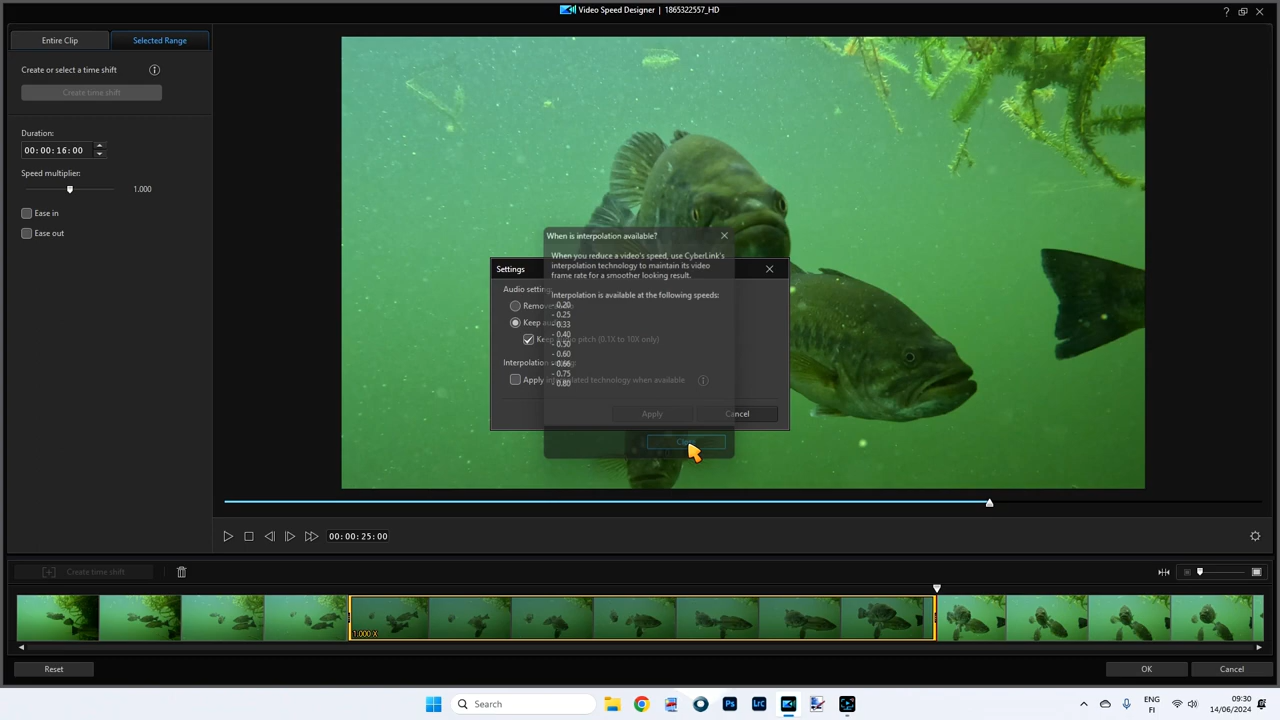 Video Speed Designer | 1865322557_HD
?
Entire Clip
Selected Range
Create or select a time shift
Create time shift
Duration:
00:00:16:00
Speed multiplier:
1.000
Ease in
Ease out
When is interpolation available?
When you reduce a video's speed, use CyberLink's
interpolation technology to maintain its video
frame rate for a smoother looking result.
Interpolation is available at the following speeds:
- 0.20
- 0.25
- 0.33
- 0.40
- 0.50
- 0.60
- 0.66
- 0.75
- 0.80
Close
Settings
Audio setting
Remove
Keep
pitch (0.1X to 10X only)
Interpolation
Apply
technology when available
Apply
Cancel
00:00:25:00
Create time shift
1.000 X
Reset
OK
Cancel
Search
Ps
Lrc
ENG
FI
09:30
14/06/2024